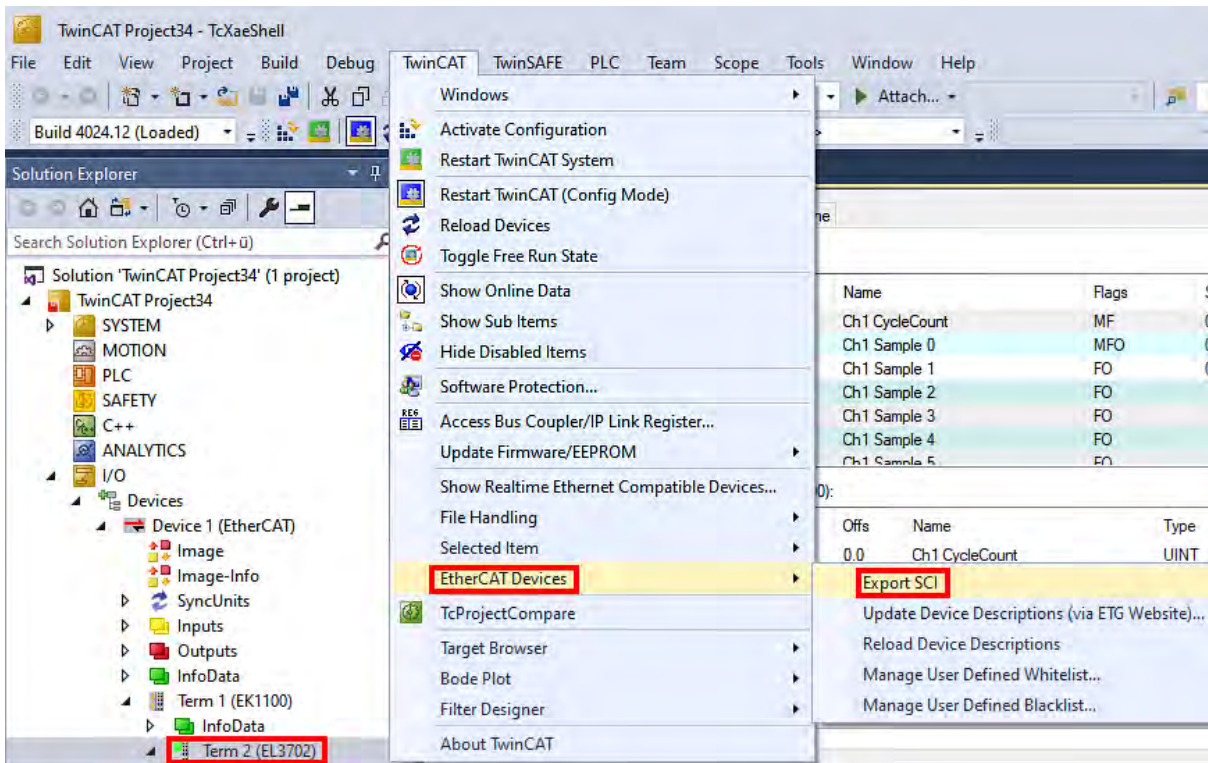 TwinCAT Project34 - TcXaeShell
File Edit View Project Build Debug TwinCAT TwinSAFE PLC Team Scope Tools Window Help
Attach...
Build 4024.12 (Loaded)
Solution Explorer
Search Solution Explorer (Ctrl+ü)
Solution 'TwinCAT Project34' (1 project)
TwinCAT Project34
SYSTEM
MOTION
PLC
SAFETY
C++
ANALYTICS
I/O
Devices
Device 1 (EtherCAT)
Image
Image-Info
SyncUnits
Inputs
Outputs
InfoData
Term 1 (EK1100)
InfoData
Term 2 (EL3702)
Windows
Activate Configuration
Restart TwinCAT System
Restart TwinCAT (Config Mode)
Reload Devices
Toggle Free Run State
Show Online Data
Show Sub Items
Hide Disabled Items
Software Protection...
REG
Access Bus Coupler/IP Link Register...
Update Firmware/EEPROM
Show Realtime Ethernet Compatible Devices...
File Handling
Selected Item
EtherCAT Devices
TcProjectCompare
Target Browser
Bode Plot
Filter Designer
About TwinCAT
Name Flags
Ch1 CycleCount MF
Ch1 Sample 0 MFO
Ch1 Sample 1 FO
Ch1 Sample 2 FO
Ch1 Sample 3 FO
Ch1 Sample 4 FO
Ch1 Sample 5 FO
Offs Name Type
0.0 Ch1 CycleCount UINT
Export SCI
Update Device Descriptions (via ETG Website)...
Reload Device Descriptions
Manage User Defined Whitelist...
Manage User Defined Blacklist...